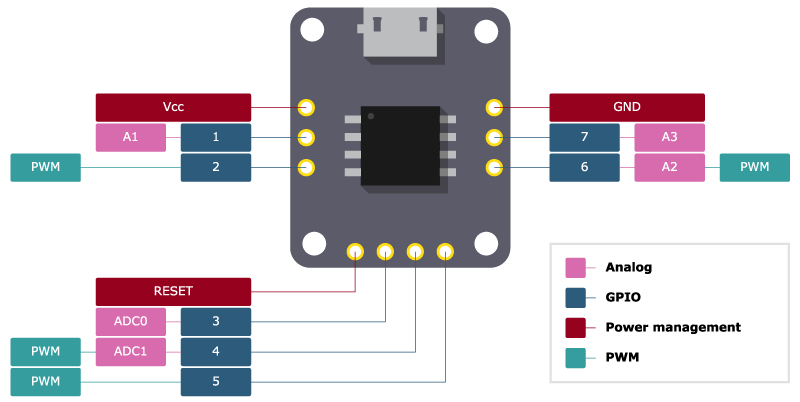 Vcc
A1 1
PWM 2
GND
7 A3
6 A2 PWM
RESET
ADC0 3
PWM ADC1 4
PWM 5
Analog
GPIO
Power management
PWM